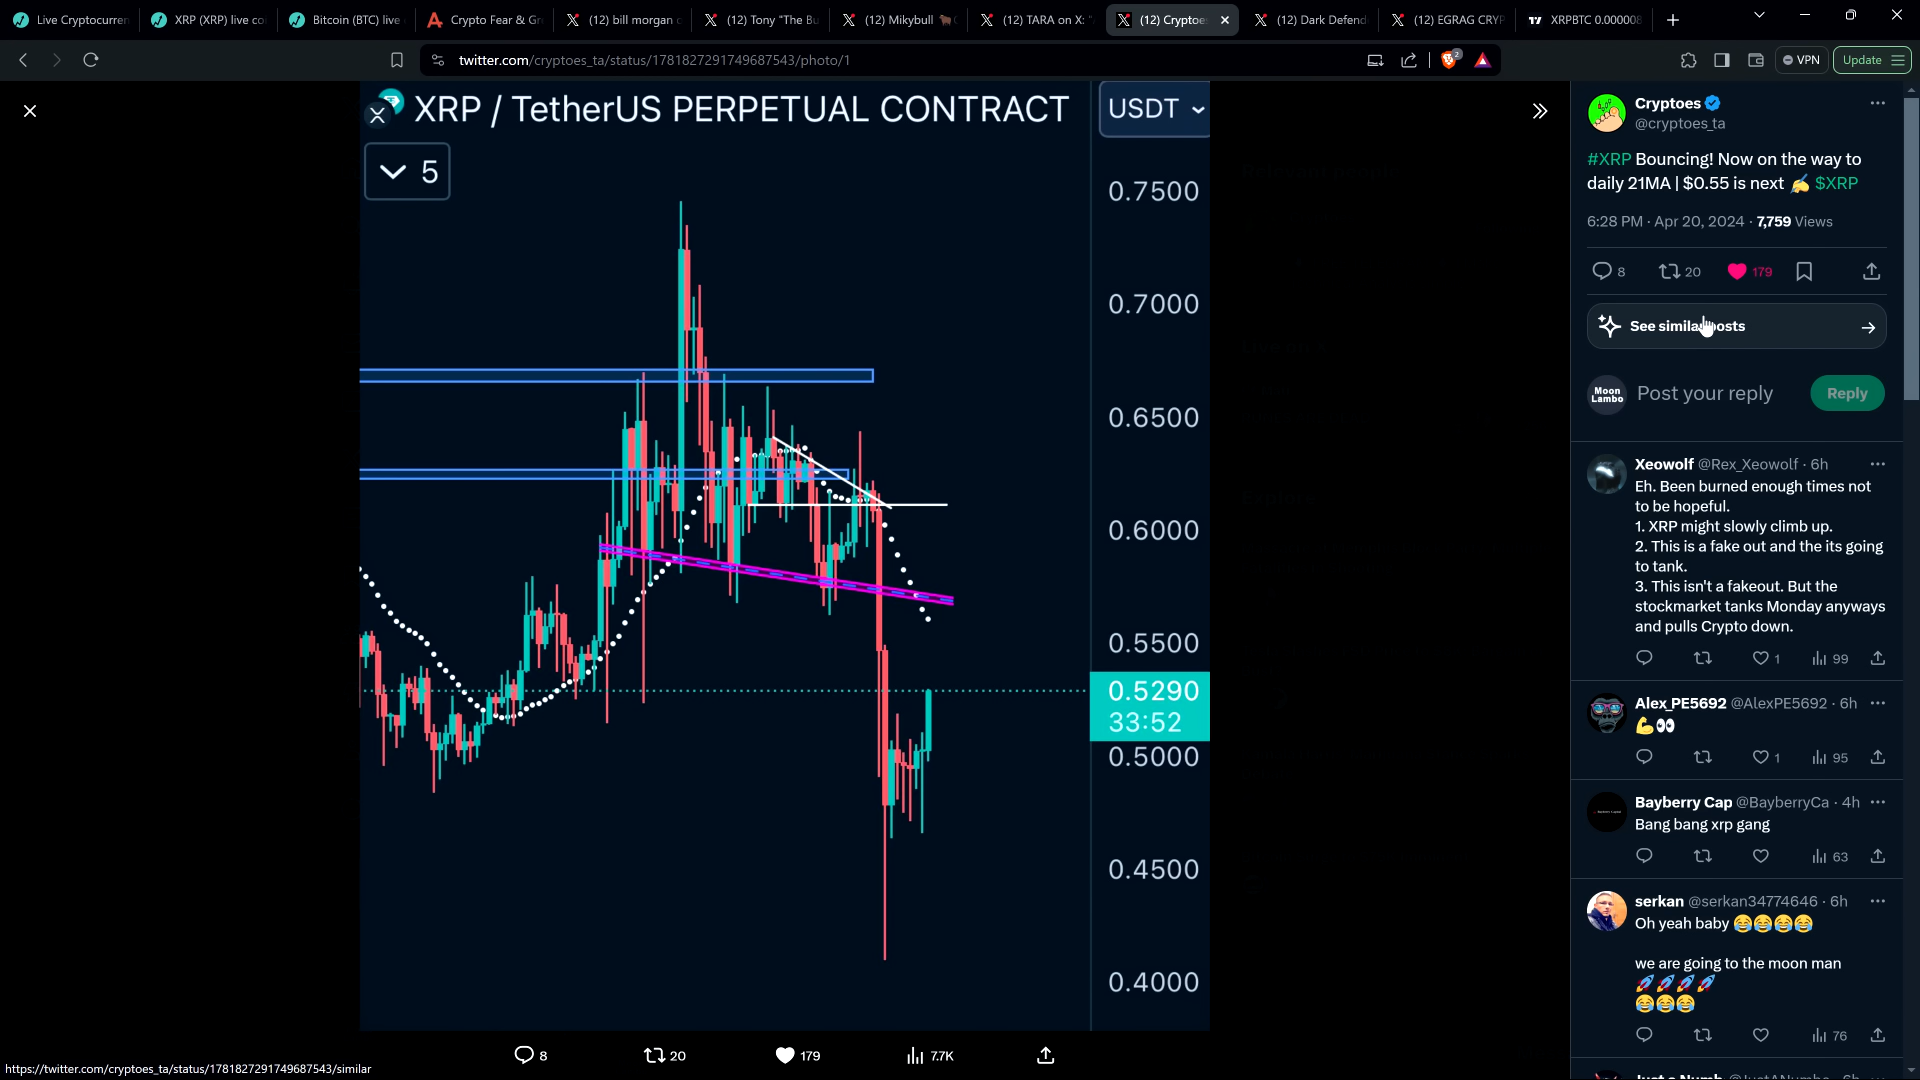 Live Cryptocurren
XRP (XRP) live co
Bitcoin (BTC) live
Crypto Fear & Gr
(12) bill morgan
(12) Tony "The Bu
(12) Mikybull
(12) TARA on X: "
(12) Cryptoes
(12) Dark Defend
(12) EGRAG CRYP
XRPBTC 0.000008
twitter.com/cryptoes_ta/status/1781827291749687543/photo/1
2
VPN
Update
XRP / TetherUS PERPETUAL CONTRACT
USDT
5
0.7500
0.7000
0.6500
0.6000
0.5500
0.5290
33:52
0.5000
0.4500
0.4000
8
20
179
7.7K
https://twitter.com/cryptoes_ta/status/1781827291749687543/similar
Cryptoes
@cryptoes_ta
#XRP Bouncing! Now on the way to
daily 21MA | $0.55 is next ✍️ $XRP
6:28 PM · Apr 20, 2024 · 7,759 Views
8
20
179
See similar posts
Moon
Lambo
Post your reply
Reply
Xeowolf @Rex_Xeowolf · 6h
Eh. Been burned enough times not
to be hopeful.
1. XRP might slowly climb up.
2. This is a fake out and the its going
to tank.
3. This isn't a fakeout. But the
stockmarket tanks Monday anyways
and pulls Crypto down.
1
99
Alex_PE5692 @AlexPE5692 · 6h
💪👀
1
95
Bayberry Cap @BayberryCa · 4h
Bang bang xrp gang
63
serkan @serkan34774646 · 6h
Oh yeah baby 😂😂😂😂
we are going to the moon man
🚀🚀🚀🚀
😂😂😂
76